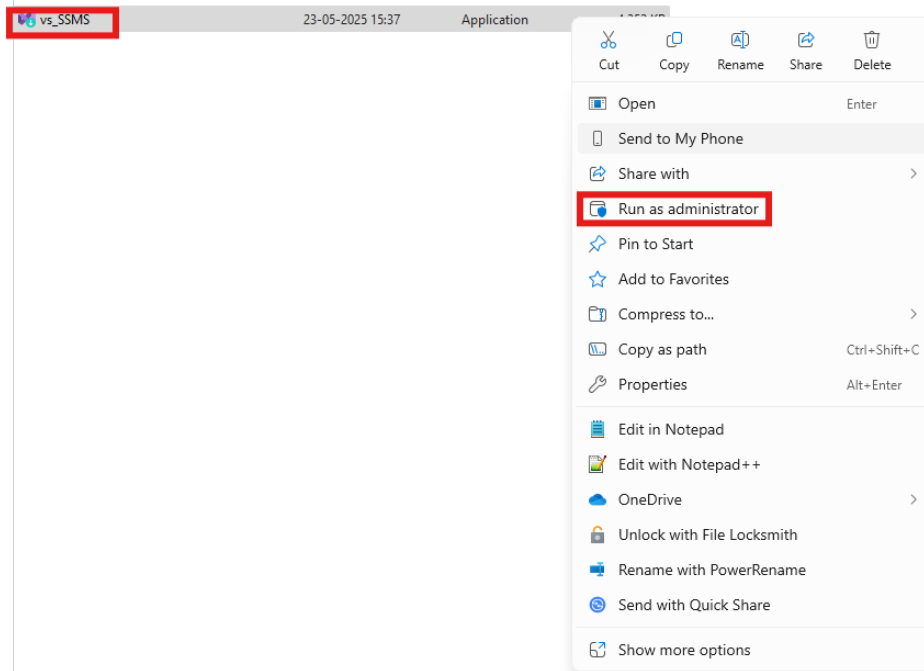 vs_SSMS 23-05-2025 15:37 Application
Cut Copy Rename Share Delete
Open Enter
Send to My Phone
Share with
Run as administrator
Pin to Start
Add to Favorites
Compress to...
Copy as path Ctrl+Shift+C
Properties Alt+Enter
Edit in Notepad
Edit with Notepad++
OneDrive
Unlock with File Locksmith
Rename with PowerRename
Send with Quick Share
Show more options